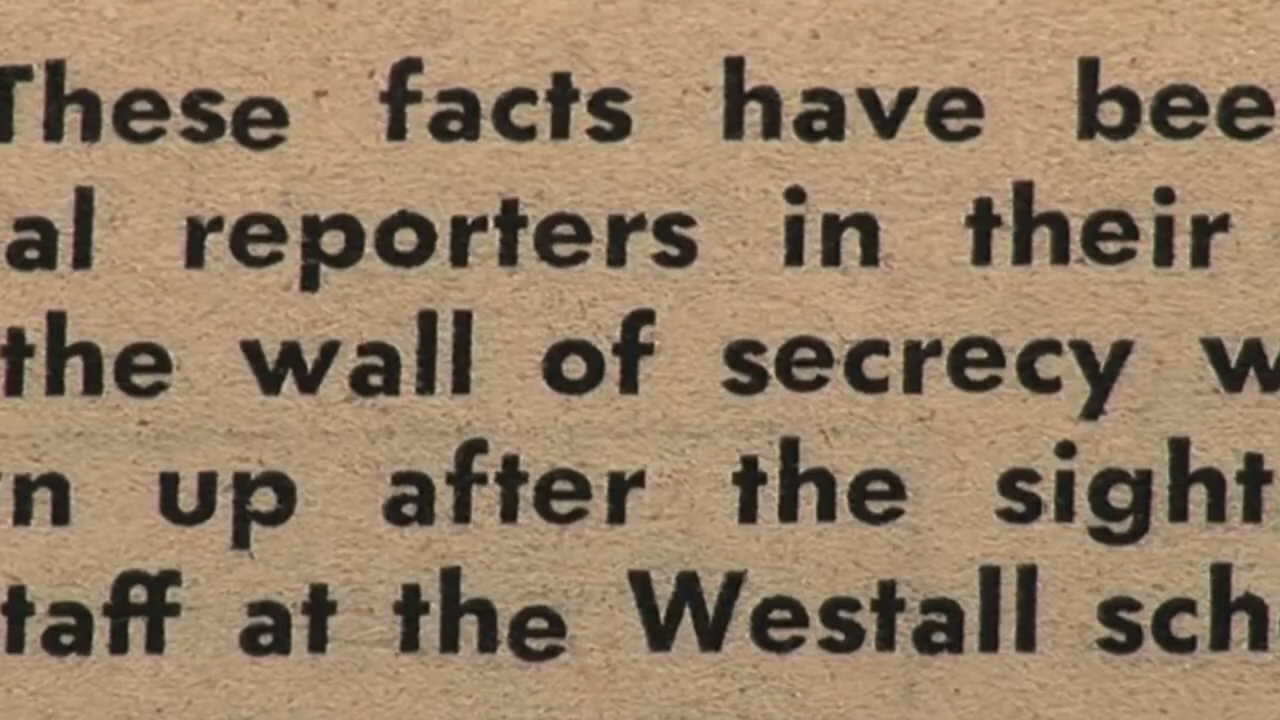 These facts have bee
al reporters in their
the wall of secrecy w
n up after the sight
taff at the Westall sch